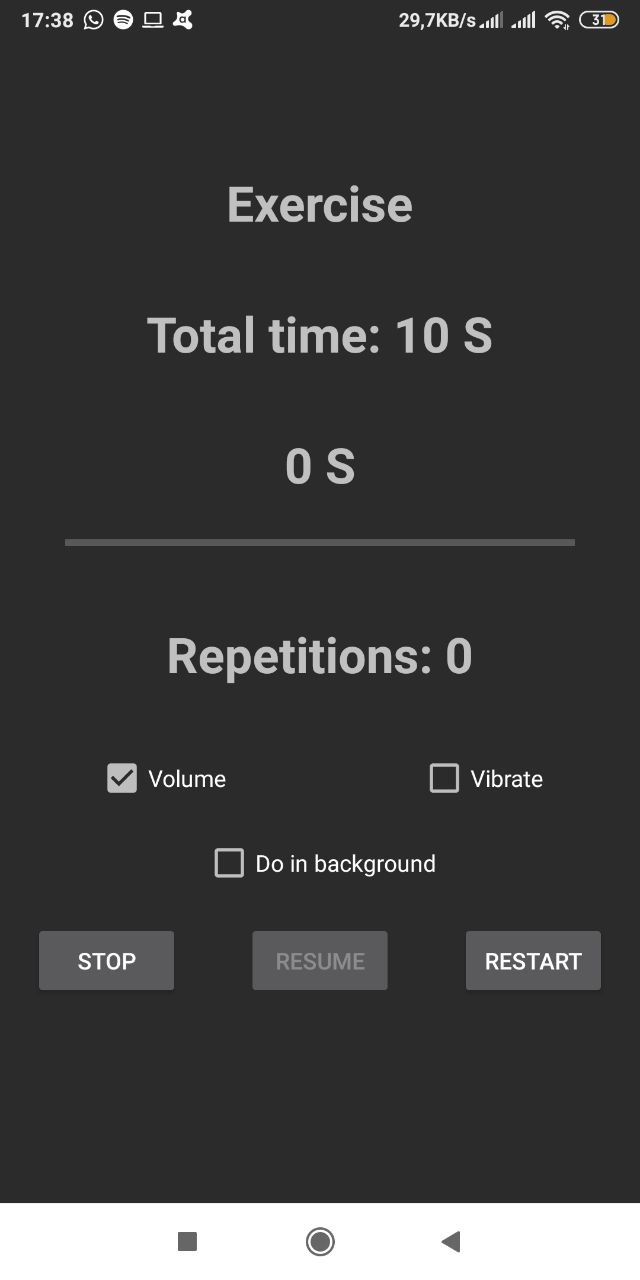 17:38 29,7KB/s 31
Exercise
Total time: 10 S
0 S
Repetitions: 0
Volume Vibrate
Do in background
STOP RESUME RESTART